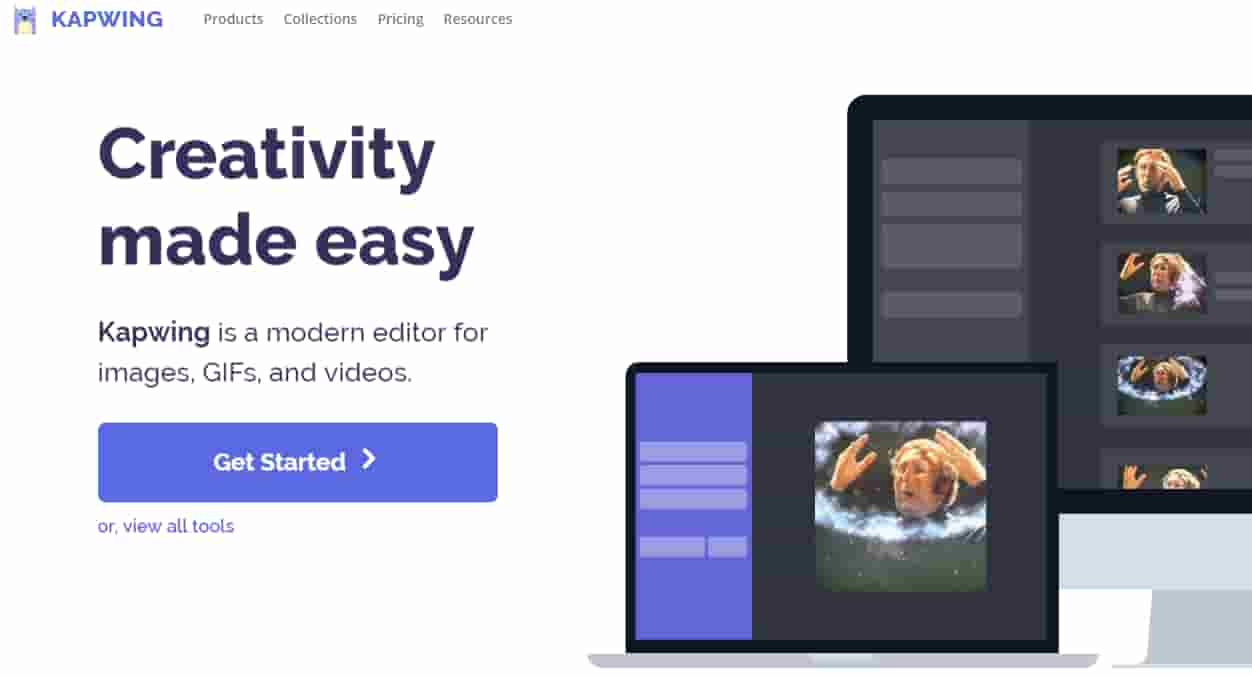 KAPWING Products Collections Pricing Resources
Creativity
made easy
Kapwing is a modern editor for
images, GIFs, and videos.
Get Started
or, view all tools